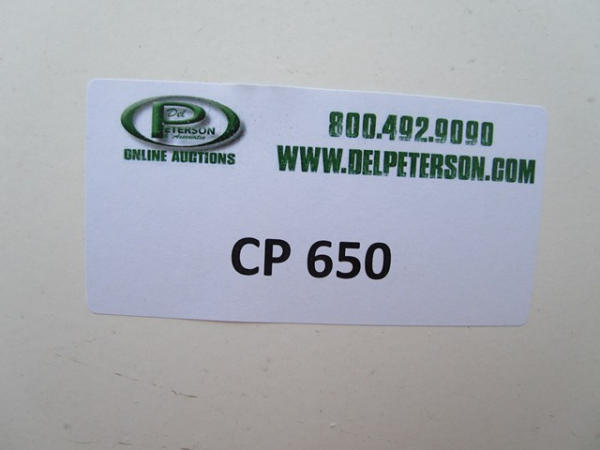 Del
PETERSON
Associates
ONLINE AUCTIONS
800.492.9090
WWW.DELPETERSON.COM
CP 650